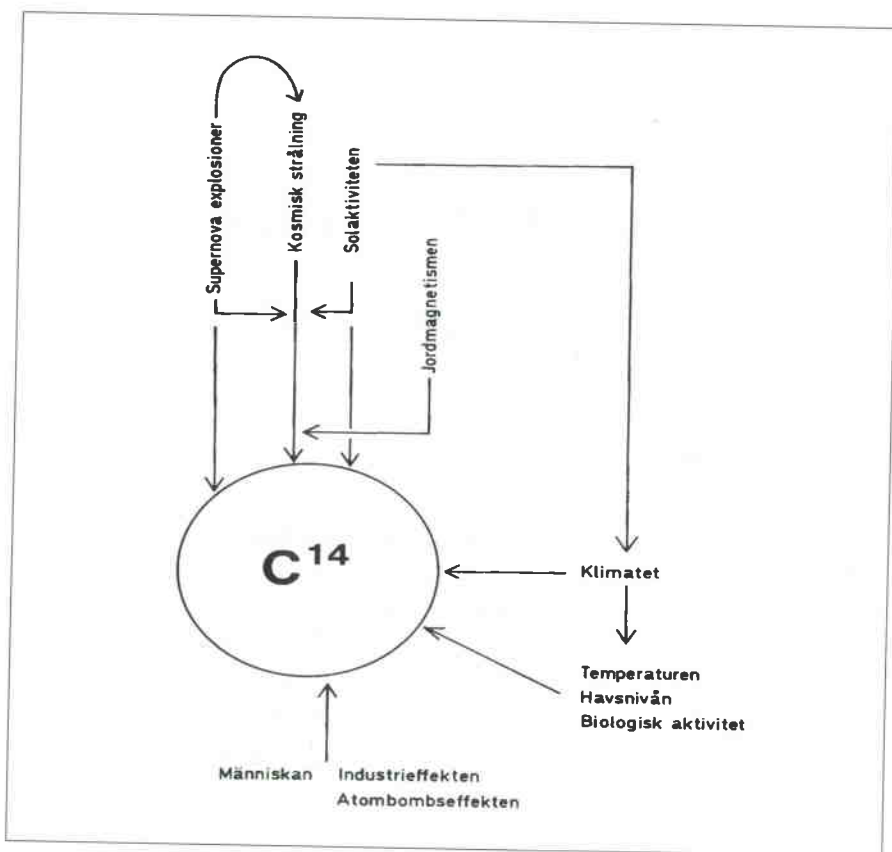 Supernova explosioner
Kosmisk strålning
Solaktiviteten
Jordmagnetismen
C¹⁴
Klimatet
Temperaturen
Havsnivån
Biologisk aktivitet
Människan Industrieffekten
Atombombseffekten